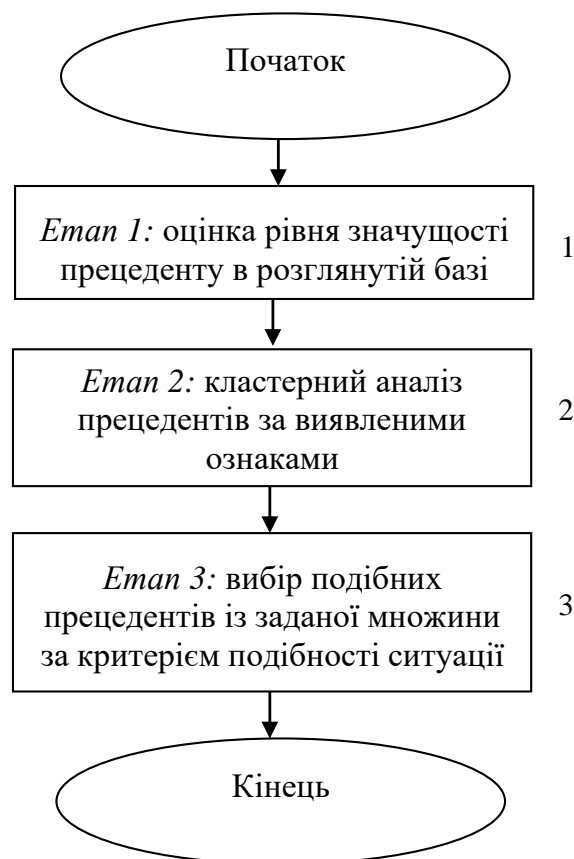 Початок
Етап 1: оцінка рівня значущості
прецеденту в розглянутій базі
1
Етап 2: кластерний аналіз
прецедентів за виявленими
ознаками
2
Етап 3: вибір подібних
прецедентів із заданої множини
за критерієм подібності ситуації
3
Кінець